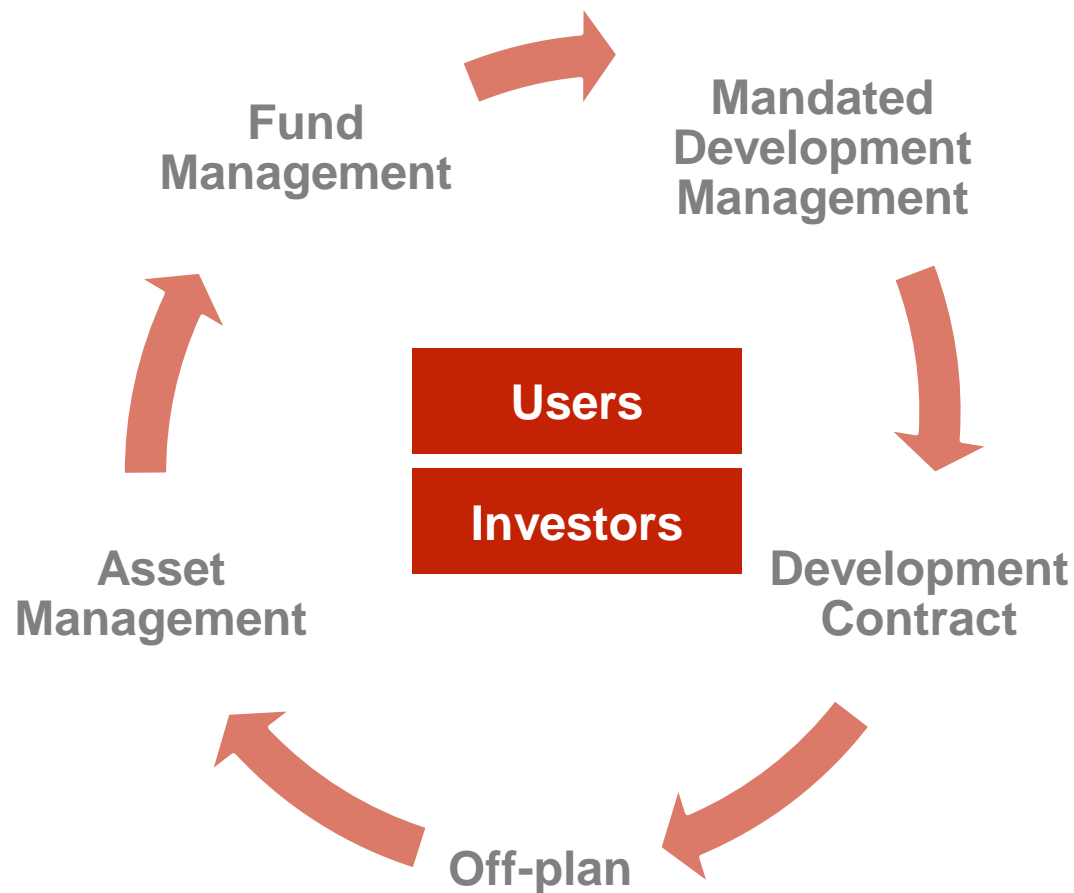 Fund
Management
Mandated
Development
Management
Users
Investors
Asset
Management
Development
Contract
Off-plan